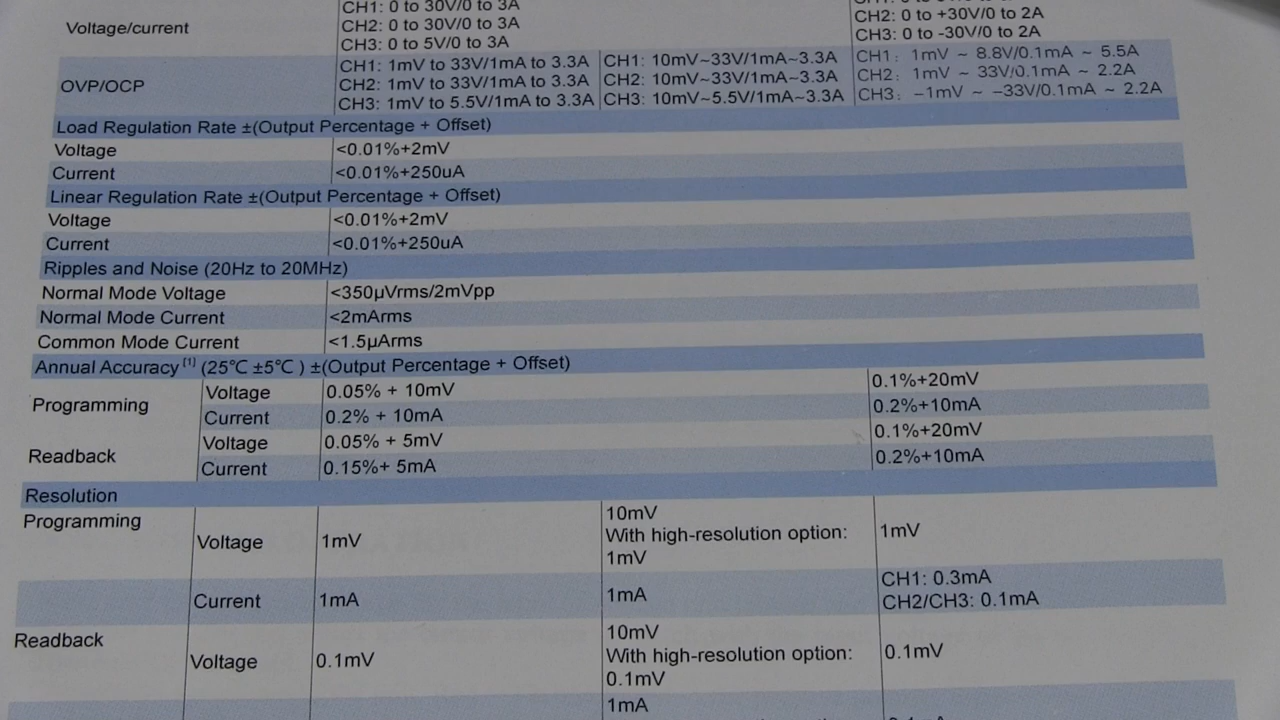 CH1: 0 to 30V/0 to 3A
Voltage/current
CH2: 0 to 30V/0 to 3A
CH3: 0 to 5V/0 to 3A
CH2: 0 to +30V/0 to 2A
CH3: 0 to -30V/0 to 2A
OVP/OCP
CH1: 1mV to 33V/1mA to 3.3A
CH2: 1mV to 33V/1mA to 3.3A
CH3: 1mV to 5.5V/1mA to 3.3A
CH1: 10mV~33V/1mA~3.3A
CH2: 10mV~33V/1mA~3.3A
CH3: 10mV~5.5V/1mA~3.3A
CH1: 1mV ~ 8.8V/0.1mA ~ 5.5A
CH2: 1mV ~ 33V/0.1mA ~ 2.2A
CH3: -1mV ~ -33V/0.1mA ~ 2.2A
Load Regulation Rate ±(Output Percentage + Offset)
Voltage <0.01%+2mV
Current <0.01%+250uA
Linear Regulation Rate ±(Output Percentage + Offset)
Voltage <0.01%+2mV
Current <0.01%+250uA
Ripples and Noise (20Hz to 20MHz)
Normal Mode Voltage <350µVrms/2mVpp
Normal Mode Current <2mArms
Common Mode Current <1.5µArms
Annual Accuracy [1] (25℃ ±5℃ ) ±(Output Percentage + Offset)
Programming
Voltage 0.05% + 10mV 0.1%+20mV
Current 0.2% + 10mA 0.2%+10mA
Readback
Voltage 0.05% + 5mV 0.1%+20mV
Current 0.15%+ 5mA 0.2%+10mA
Resolution
Programming
Voltage
1mV
10mV
With high-resolution option:
1mV
1mV
Current
1mA
1mA
CH1: 0.3mA
CH2/CH3: 0.1mA
Readback
Voltage
0.1mV
10mV
With high-resolution option:
0.1mV
0.1mV
1mA